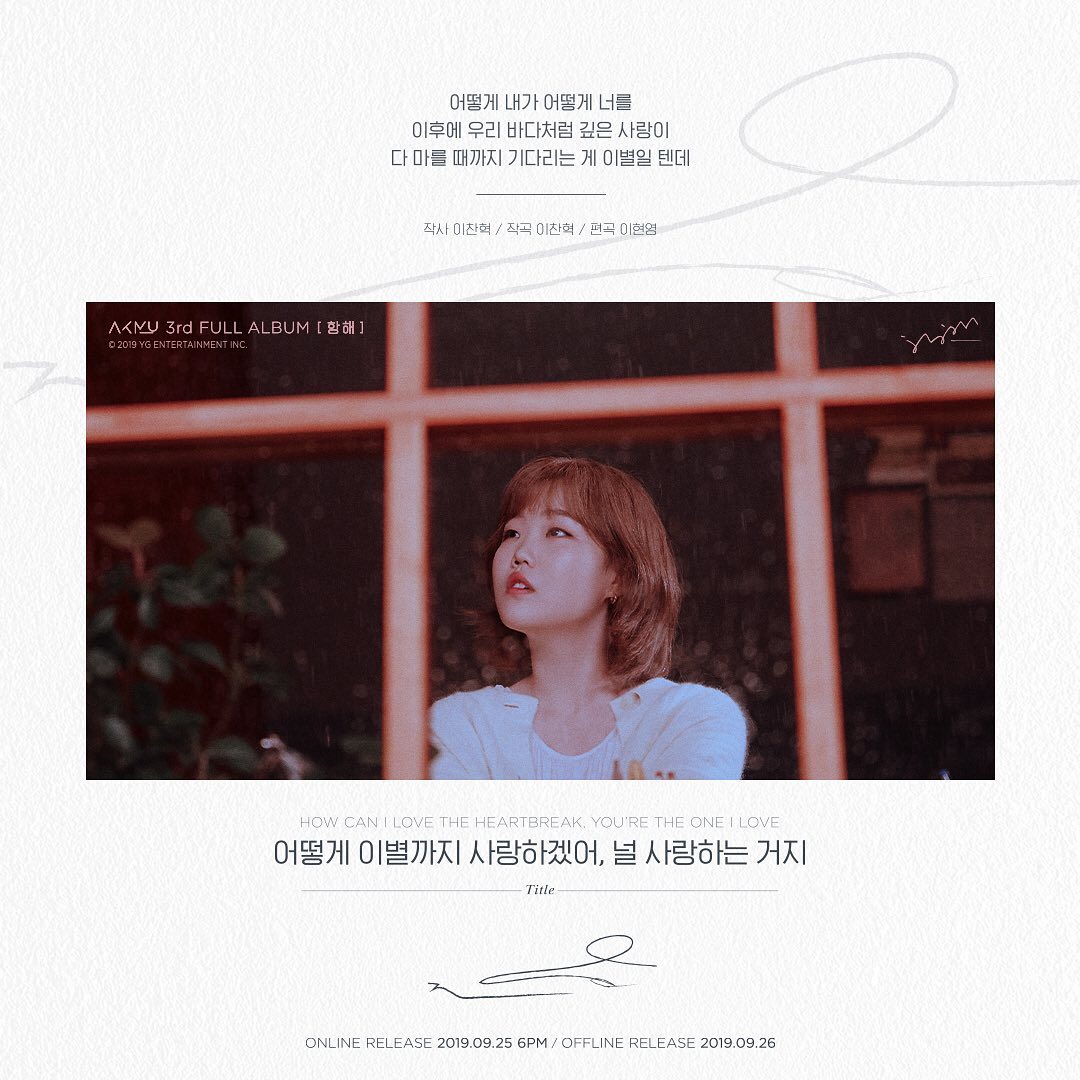 어떻게 내가 어떻게 너를
이후에 우리 바다처럼 깊은 사랑이
다 마를 때까지 기다리는 게 이별일 텐데
작사 이찬혁 / 작곡 이찬혁 / 편곡 이현영
AKMU 3rd FULL ALBUM [ 항해 ]
© 2019 YG ENTERTAINMENT INC.
HOW CAN I LOVE THE HEARTBREAK, YOU'RE THE ONE I LOVE
어떻게 이별까지 사랑하겠어, 널 사랑하는 거지
Title
ONLINE RELEASE 2019.09.25 6PM / OFFLINE RELEASE 2019.09.26